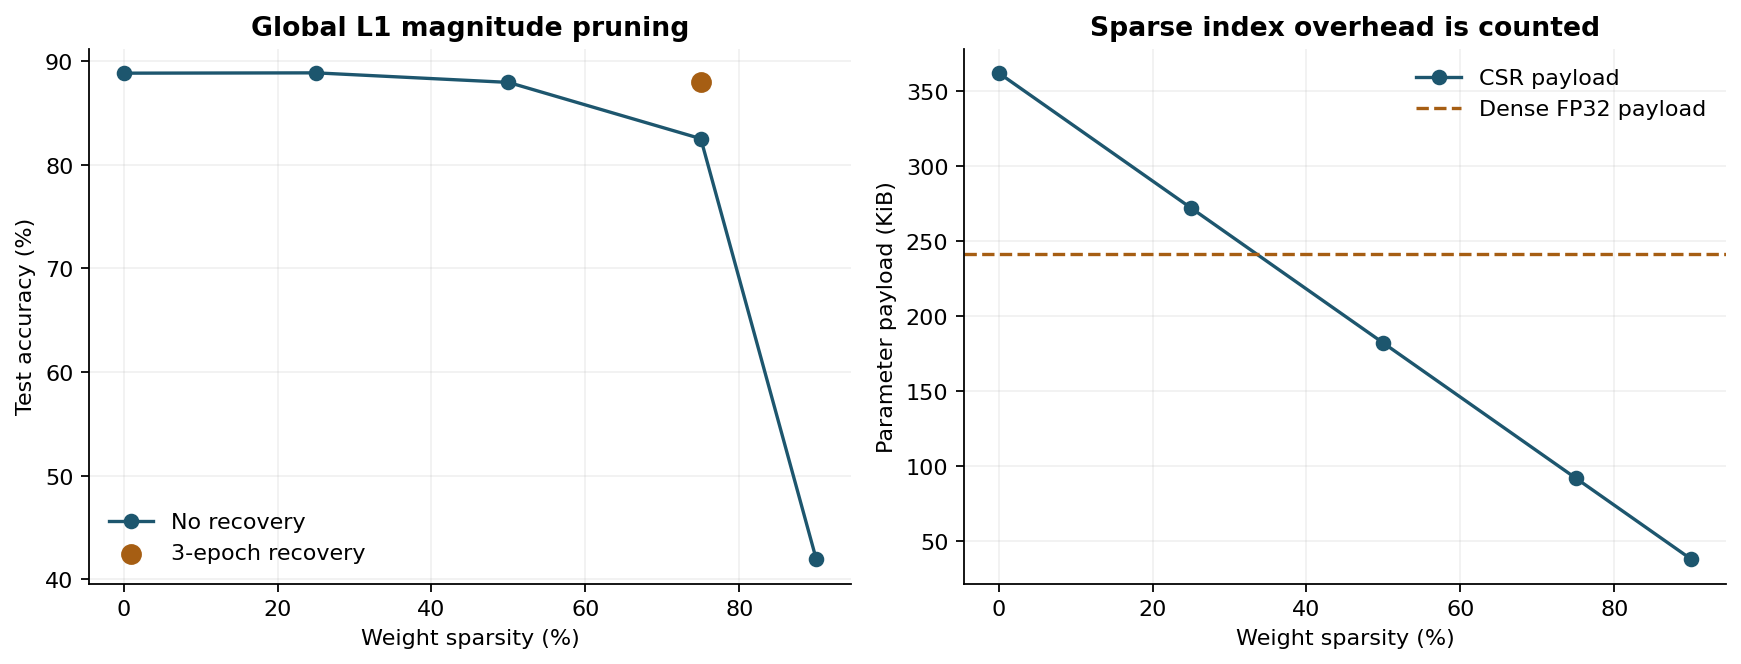 Global L1 magnitude pruning
90
80
70
60
50
40
Test accuracy (%)
No recovery
3-epoch recovery
0
20
40
60
80
Weight sparsity (%)
Sparse index overhead is counted
350
300
250
200
150
100
50
Parameter payload (KiB)
CSR payload
Dense FP32 payload
0
20
40
60
80
Weight sparsity (%)